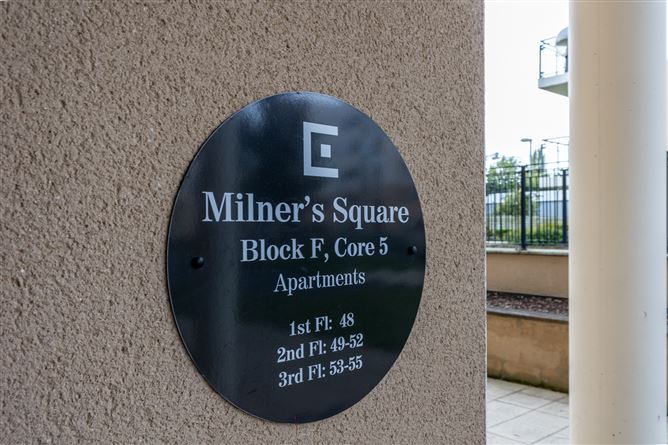 Milner's Square
Block F, Core 5
Apartments
1st Fl: 48
2nd Fl: 49-52
3rd Fl: 53-55